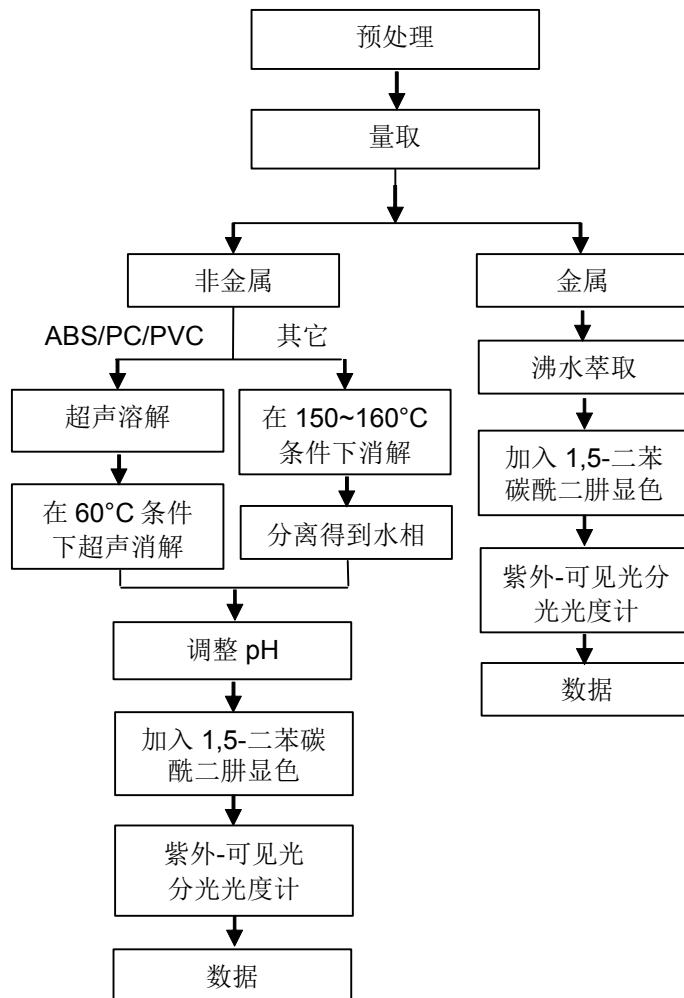 预处理
量取
非金属
金属
ABS/PC/PVC
其它
沸水萃取
超声溶解
在 150~160°C
条件下消解
加入 1,5-二苯
碳酰二肼显色
在 60°C 条件
下超声消解
分离得到水相
紫外-可见光分
光光度计
调整 pH
数据
加入 1,5-二苯碳
酰二肼显色
紫外-可见光
分光光度计
数据